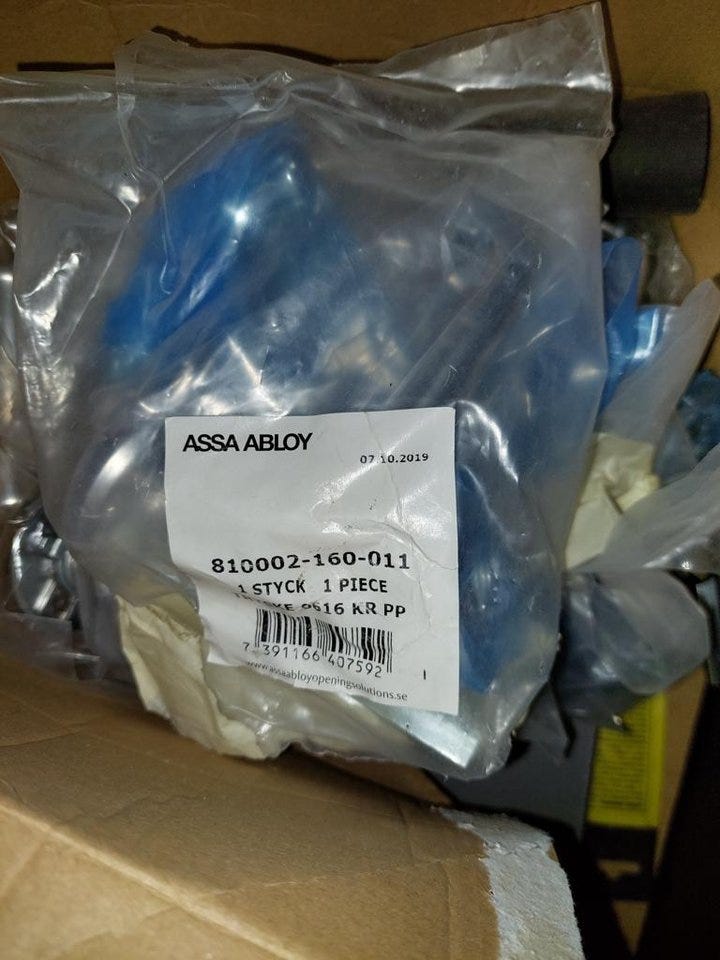 ASSA ABLOY
07.10.2019
810002-160-011
1 STYCK 1 PIECE
6616 KR PP
7 391166 407592
www.assaabloyopeningsolutions.se